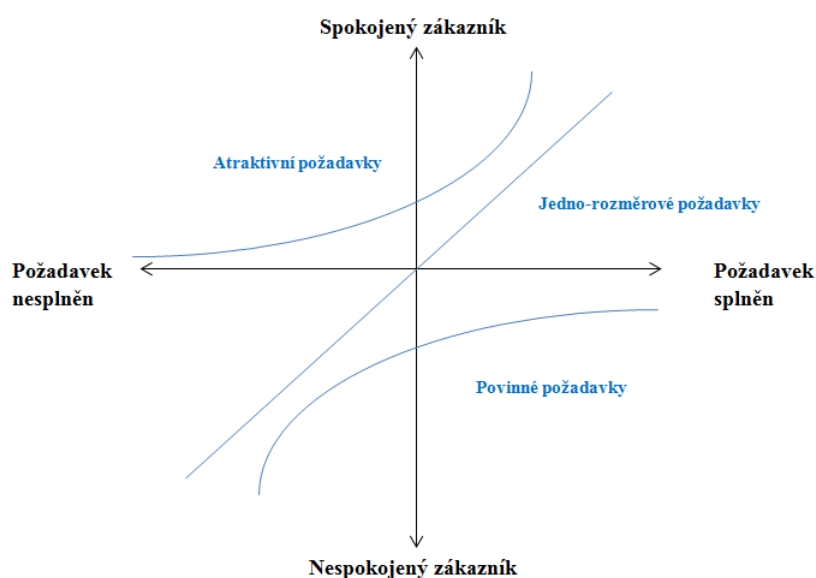 Spokojený zákazník
Atraktivní požadavky
Jedno-rozměrové požadavky
Požadavek
nesplněn
Požadavek
splněn
Povinné požadavky
Nespokojený zákazník